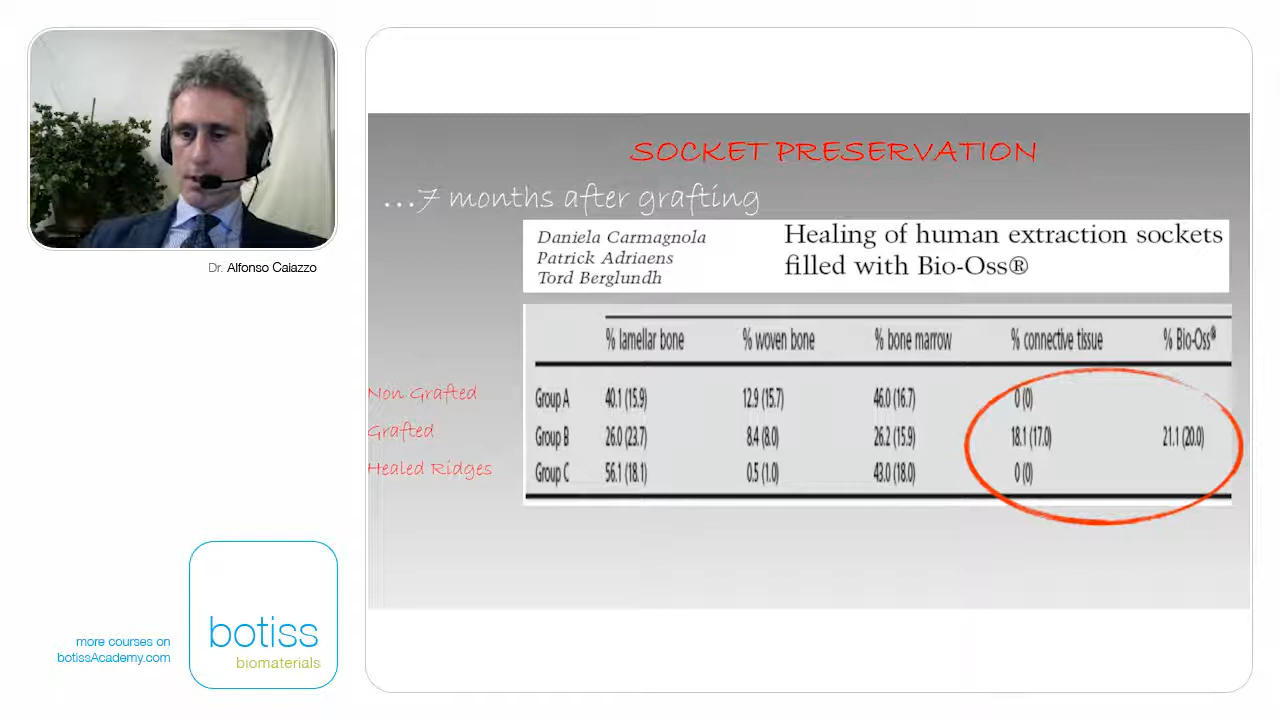 SOCKET PRESERVATION
...7 months after grafting
Daniela Carmagnola
Patrick Adriaens
Tord Berglundh
Healing of human extraction sockets
filled with Bio-Oss®
% lamellar bone % woven bone % bone marrow % connective tissue % Bio-Oss®
Non Grafted Group A 40.1 (15.9) 12.9 (15.7) 46.0 (16.7) 0 (0)
Grafted Group B 26.0 (23.7) 8.4 (8.0) 26.2 (15.9) 18.1 (17.0) 21.1 (20.0)
Healed Ridges Group C 56.1 (18.1) 0.5 (1.0) 43.0 (18.0) 0 (0)
Dr. Alfonso Caiazzo
more courses on
botissAcademy.com
botiss
biomaterials